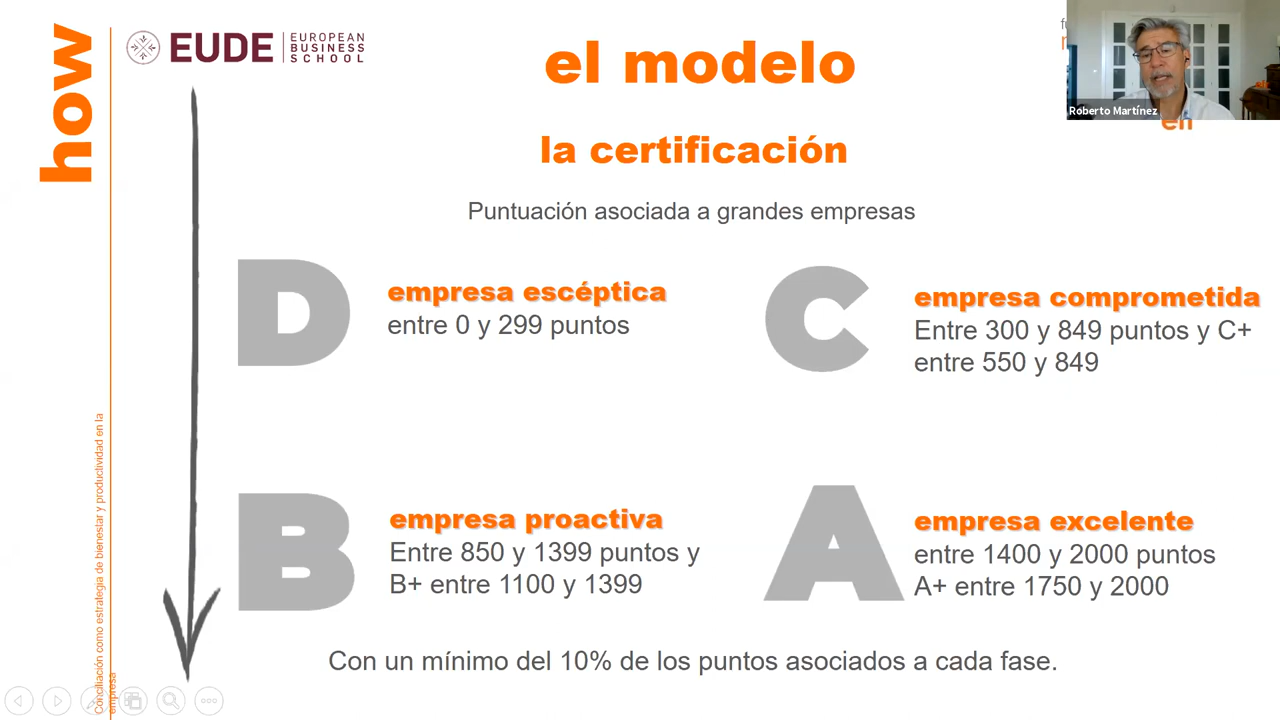 how
EUDE
EUROPEAN
BUSINESS
SCHOOL
el modelo
la certificación
Roberto Martínez
en
Puntuación asociada a grandes empresas
D
empresa escéptica
entre 0 y 299 puntos
C
empresa comprometida
Entre 300 y 849 puntos y C+
entre 550 y 849
B
empresa proactiva
Entre 850 y 1399 puntos y
B+ entre 1100 y 1399
A
empresa excelente
entre 1400 y 2000 puntos
A+ entre 1750 y 2000
Con un mínimo del 10% de los puntos asociados a cada fase.
Conciliación como estrategia de bienestar y productividad en la
empresa